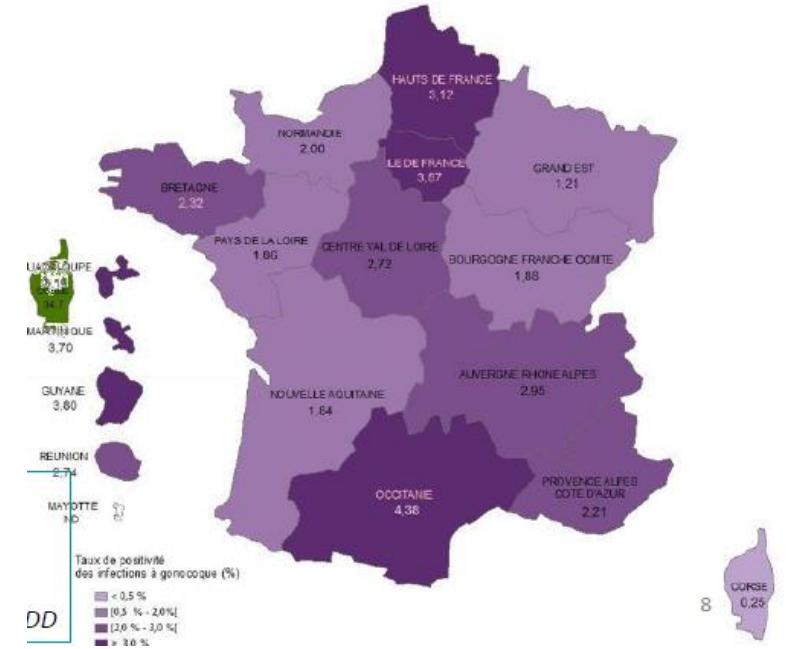 HAUTS DE FRANCE
3,12
NORMANDIE
2,00
ILE DE FRANCE
3,67
GRAND EST
1,21
BRETAGNE
2,32
PAYS DE LA LOIRE
1,86
CENTRE VAL DE LOIRE
2,72
BOURGOGNE FRANCHE COMTE
1,88
MARTINIQUE
3,70
GUYANE
3,80
AUVERGNE RHONE ALPES
2,95
NOUVELLE AQUITAINE
1,84
REUNION
2,74
MAYOTTE
ND
OCCITANIE
4,38
PROVENCE ALPES
COTE D'AZUR
2,21
CORSE
0,25
Taux de positivité
des infections à gonocoque (%)
< 0,5 %
[0,5 % - 2,0%[
[2,0 % - 3,0 %[
≥ 3,0 %
DD
8